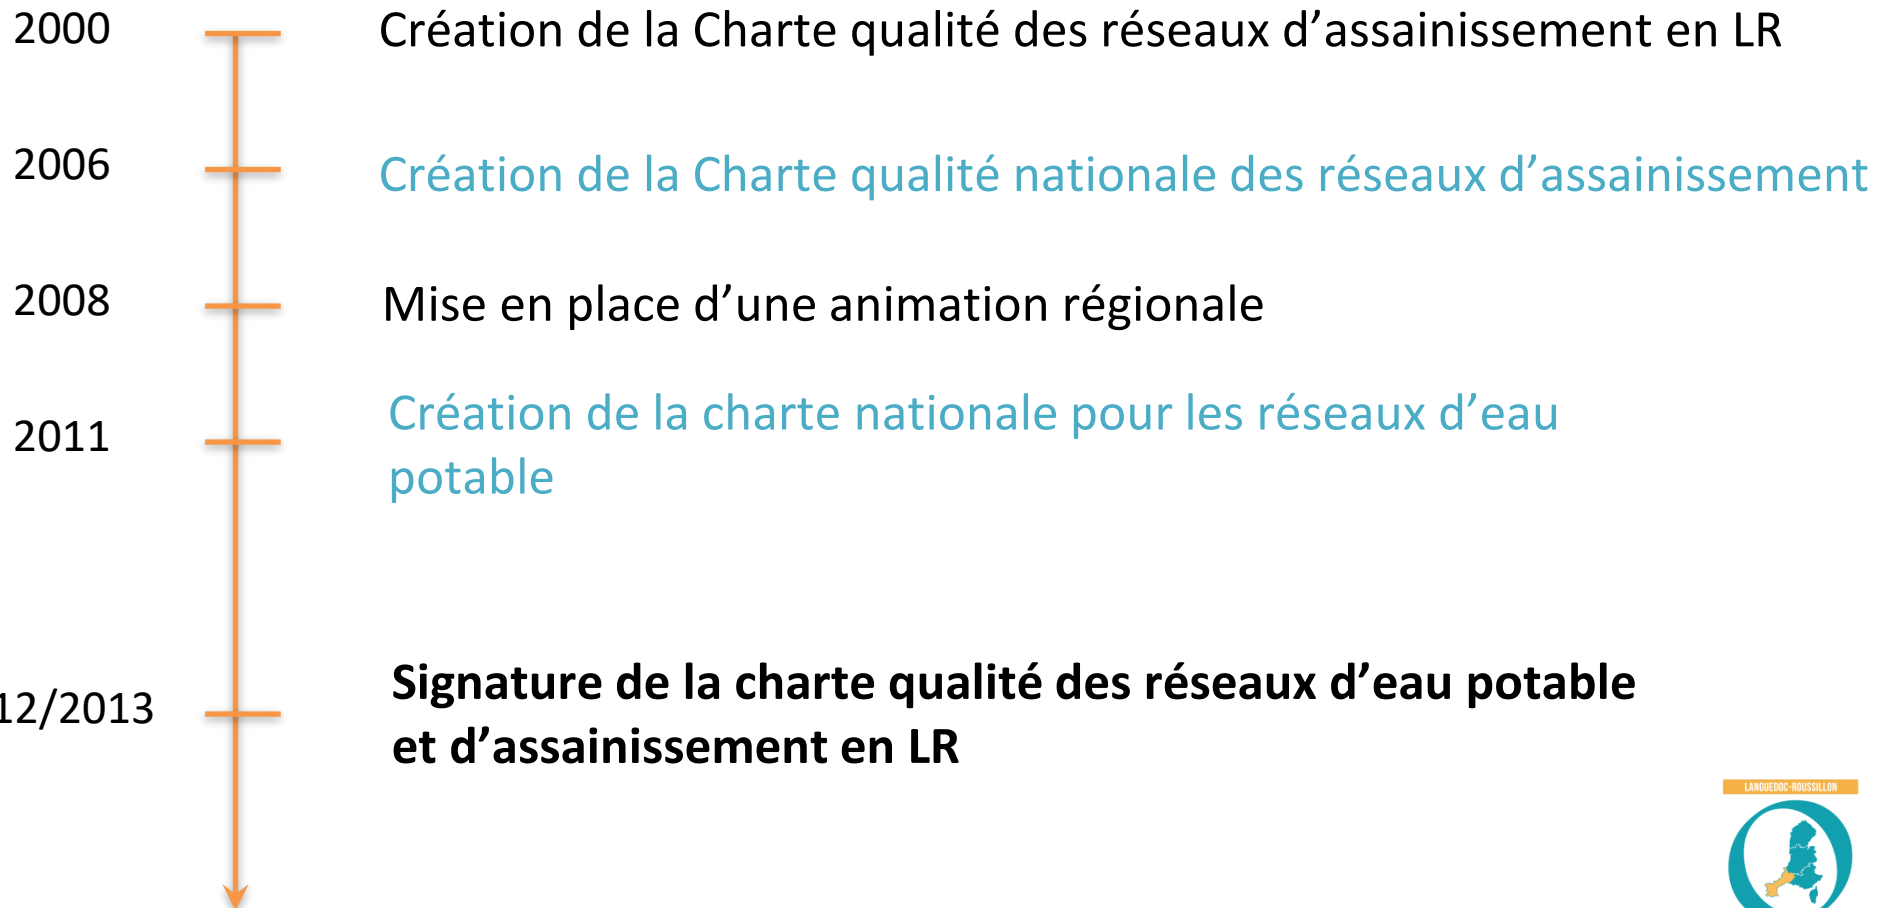 2000 Création de la Charte qualité des réseaux d’assainissement en LR
2006 Création de la Charte qualité nationale des réseaux d’assainissement
2008 Mise en place d’une animation régionale
2011 Création de la charte nationale pour les réseaux d’eau
potable
12/2013 Signature de la charte qualité des réseaux d’eau potable
et d’assainissement en LR
LANGUEDOC-ROUSSILLON